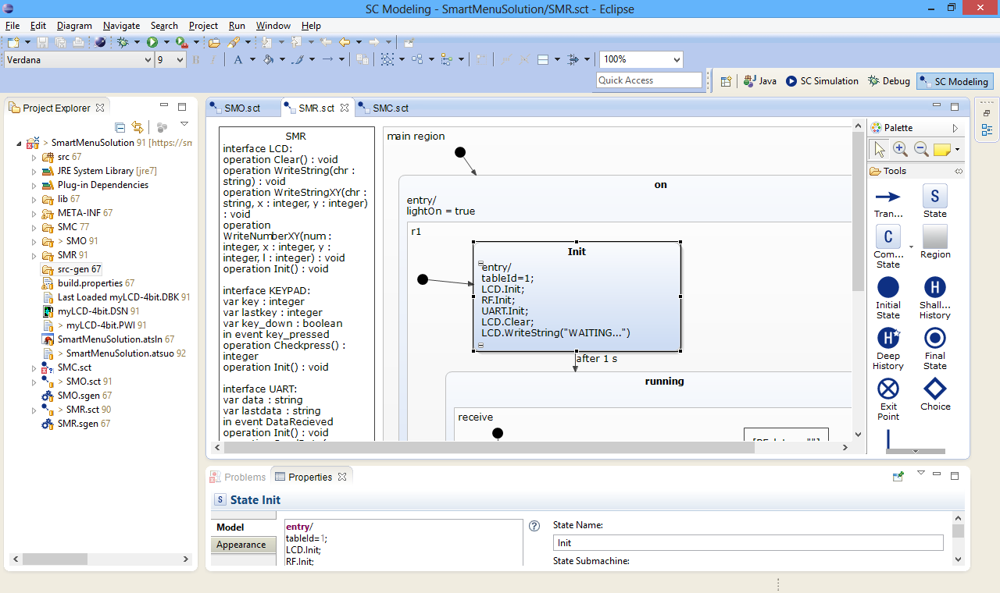 SC Modeling - SmartMenuSolution/SMR.sct - Eclipse
File Edit Diagram Navigate Search Project Run Window Help
Verdana 9 B I A 100%
Quick Access Java SC Simulation Debug SC Modeling
Project Explorer
> SmartMenuSolution 91 [https://sm
src 67
JRE System Library [jre7]
Plug-in Dependencies
lib 67
META-INF 67
SMC 77
> SMO 91
SMR 91
src-gen 67
build.properties 67
Last Loaded myLCD-4bit.DBK 91
myLCD-4bit.DSN 91
> myLCD-4bit.PWI 91
SmartMenuSolution.atsln 67
> SmartMenuSolution.atsuo 92
SMC.sct
> SMO.sct 91
SMO.sgen 67
> SMR.sct 90
SMR.sgen 67
SMO.sct SMR.sct SMC.sct
SMR
interface LCD:
operation Clear() : void
operation WriteString(chr :
string) : void
operation WriteStringXY(chr :
string, x : integer, y : integer)
: void
operation
WriteNumberXY(num :
integer, x : integer, y :
integer, l : integer) : void
operation Init() : void
interface KEYPAD:
var key : integer
var lastkey : integer
var key_down : boolean
in event key_pressed
operation Checkpress() :
integer
operation Init() : void
interface UART:
var data : string
var lastdata : string
in event DataRecieved
operation Init() : void
main region
on
entry/
lightOn = true
r1
Init
entry/
tableId=1;
LCD.Init;
RF.Init;
UART.Init;
LCD.Clear;
LCD.WriteString("WAITING...")
after 1 s
running
receive
Palette
Tools
Tran...
S
State
C
Com...
State
Region
Initial
State
H
Shall...
History
H
Deep
History
Final
State
Exit
Point
Choice
Problems Properties
S State Init
Model
Appearance
entry/
tableId=1;
LCD.Init;
RF.Init;
?
State Name:
Init
State Submachine: